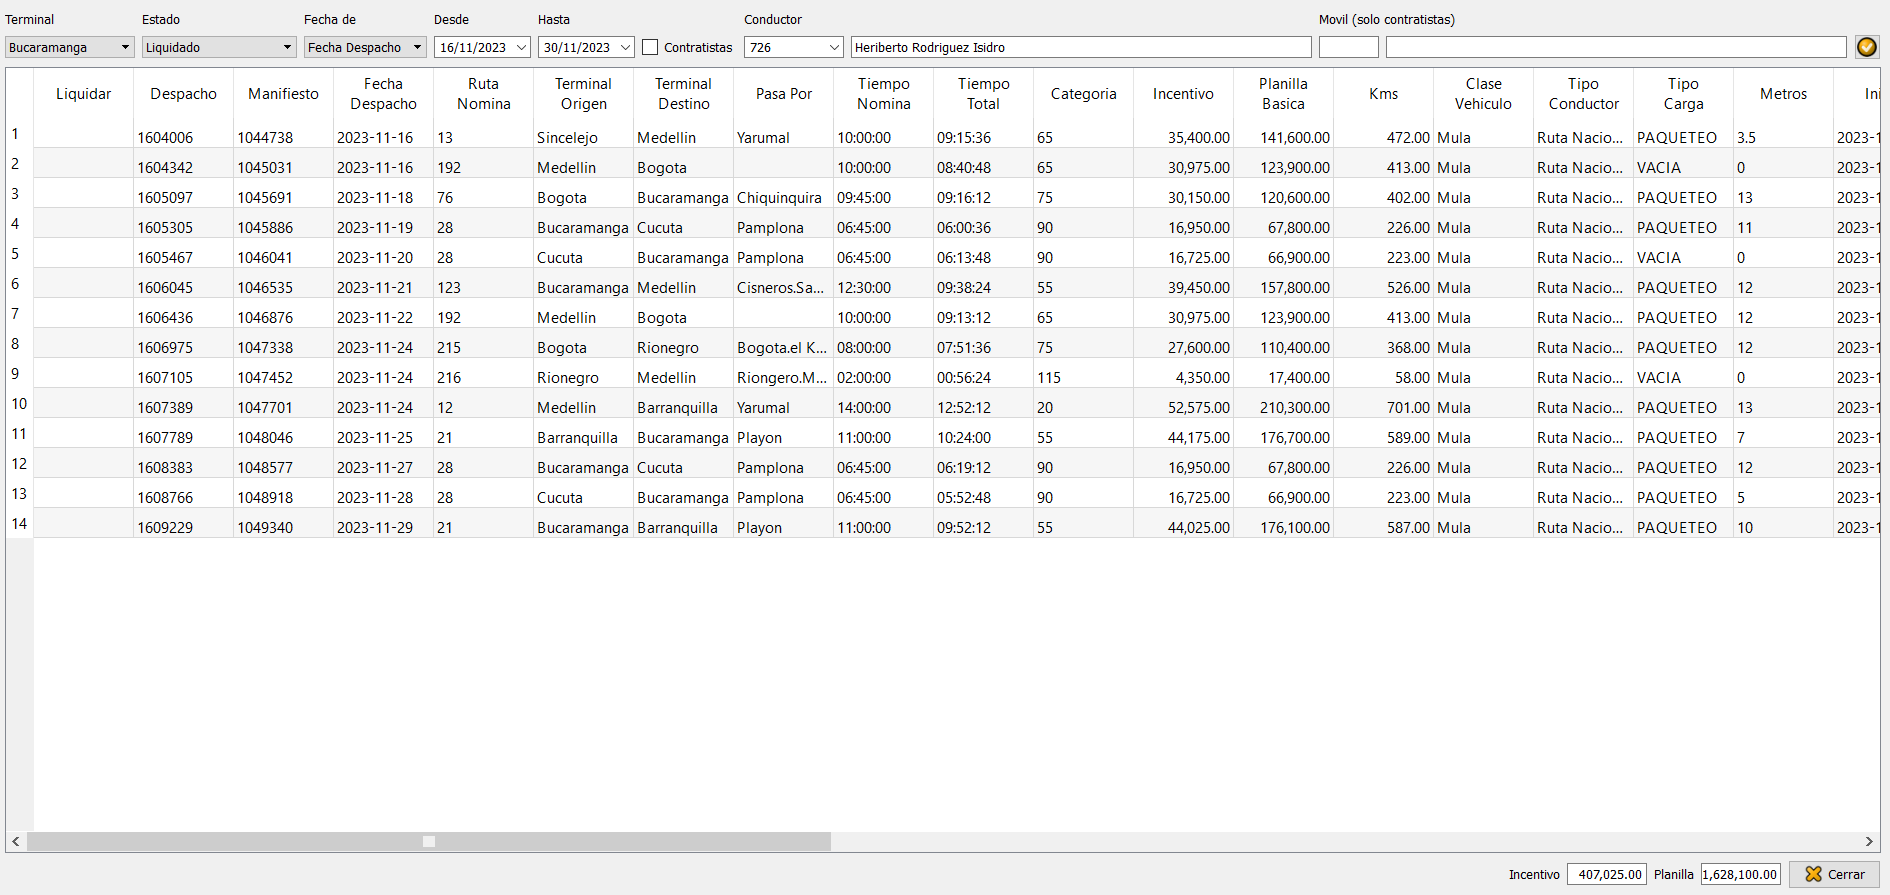 Terminal Estado Fecha de Desde Hasta Conductor Movil (solo contratistas)
Bucaramanga Liquidado Fecha Despacho 16/11/2023 30/11/2023 Contratistas 726 Heriberto Rodriguez Isidro
Liquidar Despacho Manifiesto Fecha Despacho Ruta Nomina Terminal Origen Terminal Destino Pasa Por Tiempo Nomina Tiempo Total Categoria Incentivo Planilla Basica Kms Clase Vehiculo Tipo Conductor Tipo Carga Metros Ini
1 1604006 1044738 2023-11-16 13 Sincelejo Medellin Yarumal 10:00:00 09:15:36 65 35,400.00 141,600.00 472.00 Mula Ruta Nacio... PAQUETEO 3.5 2023-1
2 1604342 1045031 2023-11-16 192 Medellin Bogota 10:00:00 08:40:48 65 30,975.00 123,900.00 413.00 Mula Ruta Nacio... VACIA 0 2023-1
3 1605097 1045691 2023-11-18 76 Bogota Bucaramanga Chiquinquira 09:45:00 09:16:12 75 30,150.00 120,600.00 402.00 Mula Ruta Nacio... PAQUETEO 13 2023-1
4 1605305 1045886 2023-11-19 28 Bucaramanga Cucuta Pamplona 06:45:00 06:00:36 90 16,950.00 67,800.00 226.00 Mula Ruta Nacio... PAQUETEO 11 2023-1
5 1605467 1046041 2023-11-20 28 Cucuta Bucaramanga Pamplona 06:45:00 06:13:48 90 16,725.00 66,900.00 223.00 Mula Ruta Nacio... VACIA 0 2023-1
6 1606045 1046535 2023-11-21 123 Bucaramanga Medellin Cisneros.Sa... 12:30:00 09:38:24 55 39,450.00 157,800.00 526.00 Mula Ruta Nacio... PAQUETEO 12 2023-1
7 1606436 1046876 2023-11-22 192 Medellin Bogota 10:00:00 09:13:12 65 30,975.00 123,900.00 413.00 Mula Ruta Nacio... PAQUETEO 12 2023-1
8 1606975 1047338 2023-11-24 215 Bogota Rionegro Bogota.el K... 08:00:00 07:51:36 75 27,600.00 110,400.00 368.00 Mula Ruta Nacio... PAQUETEO 12 2023-1
9 1607105 1047452 2023-11-24 216 Rionegro Medellin Riongero.M... 02:00:00 00:56:24 115 4,350.00 17,400.00 58.00 Mula Ruta Nacio... VACIA 0 2023-1
10 1607389 1047701 2023-11-24 12 Medellin Barranquilla Yarumal 14:00:00 12:52:12 20 52,575.00 210,300.00 701.00 Mula Ruta Nacio... PAQUETEO 13 2023-1
11 1607789 1048046 2023-11-25 21 Barranquilla Bucaramanga Playon 11:00:00 10:24:00 55 44,175.00 176,700.00 589.00 Mula Ruta Nacio... PAQUETEO 7 2023-1
12 1608383 1048577 2023-11-27 28 Bucaramanga Cucuta Pamplona 06:45:00 06:19:12 90 16,950.00 67,800.00 226.00 Mula Ruta Nacio... PAQUETEO 12 2023-1
13 1608766 1048918 2023-11-28 28 Cucuta Bucaramanga Pamplona 06:45:00 05:52:48 90 16,725.00 66,900.00 223.00 Mula Ruta Nacio... PAQUETEO 5 2023-1
14 1609229 1049340 2023-11-29 21 Bucaramanga Barranquilla Playon 11:00:00 09:52:12 55 44,025.00 176,100.00 587.00 Mula Ruta Nacio... PAQUETEO 10 2023-1
Incentivo 407,025.00 Planilla 1,628,100.00 Cerrar